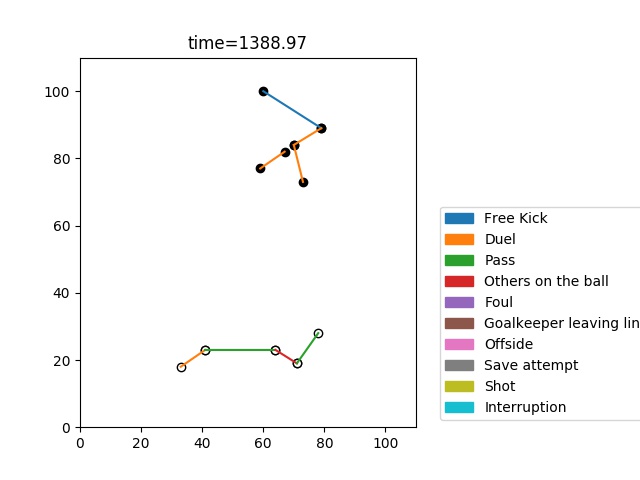 time=1388.97
100
80
60
40
20
0
0 20 40 60 80 100
Free Kick
Duel
Pass
Others on the ball
Foul
Goalkeeper leaving lin
Offside
Save attempt
Shot
Interruption